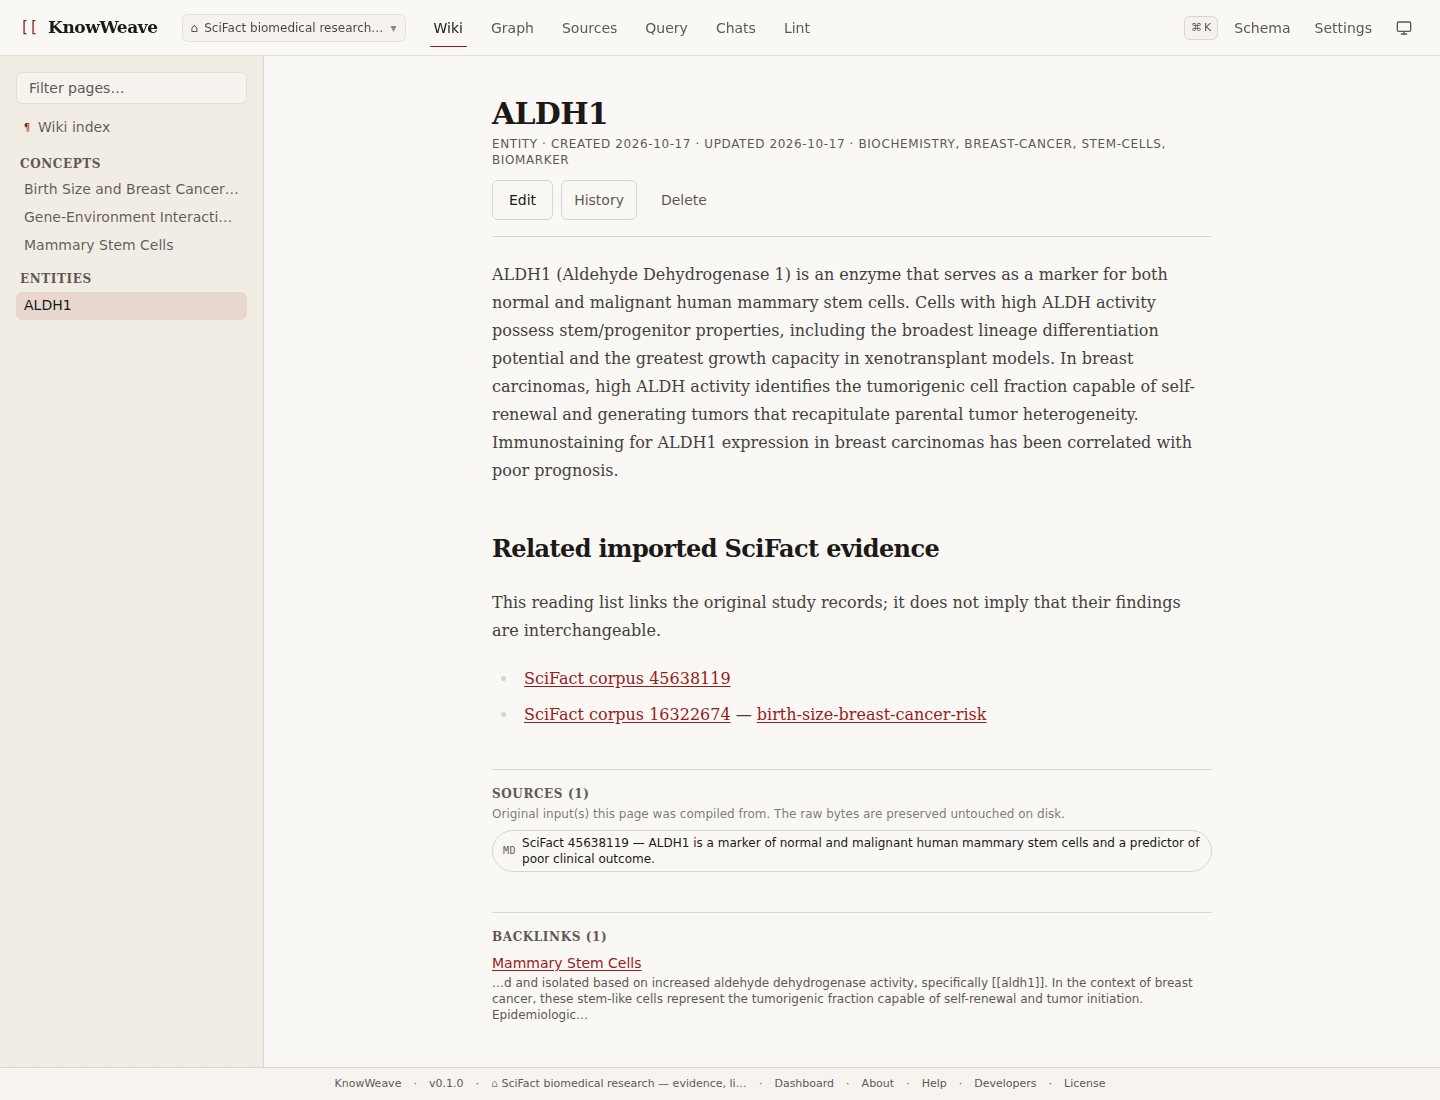 [[ KnowWeave
⌂ SciFact biomedical research… ▾
Wiki Graph Sources Query Chats Lint
⌘K Schema Settings
Filter pages…
¶ Wiki index
CONCEPTS
Birth Size and Breast Cancer…
Gene-Environment Interacti…
Mammary Stem Cells
ENTITIES
ALDH1
ALDH1
ENTITY · CREATED 2026-10-17 · UPDATED 2026-10-17 · BIOCHEMISTRY, BREAST-CANCER, STEM-CELLS,
BIOMARKER
Edit History Delete
ALDH1 (Aldehyde Dehydrogenase 1) is an enzyme that serves as a marker for both
normal and malignant human mammary stem cells. Cells with high ALDH activity
possess stem/progenitor properties, including the broadest lineage differentiation
potential and the greatest growth capacity in xenotransplant models. In breast
carcinomas, high ALDH activity identifies the tumorigenic cell fraction capable of self-
renewal and generating tumors that recapitulate parental tumor heterogeneity.
Immunostaining for ALDH1 expression in breast carcinomas has been correlated with
poor prognosis.
Related imported SciFact evidence
This reading list links the original study records; it does not imply that their findings
are interchangeable.
SciFact corpus 45638119
SciFact corpus 16322674 — birth-size-breast-cancer-risk
SOURCES (1)
Original input(s) this page was compiled from. The raw bytes are preserved untouched on disk.
MD SciFact 45638119 — ALDH1 is a marker of normal and malignant human mammary stem cells and a predictor of
poor clinical outcome.
BACKLINKS (1)
Mammary Stem Cells
…d and isolated based on increased aldehyde dehydrogenase activity, specifically [[aldh1]]. In the context of breast
cancer, these stem-like cells represent the tumorigenic fraction capable of self-renewal and tumor initiation.
Epidemiologic…
KnowWeave · v0.1.0 · ⌂ SciFact biomedical research — evidence, li… · Dashboard · About · Help · Developers · License